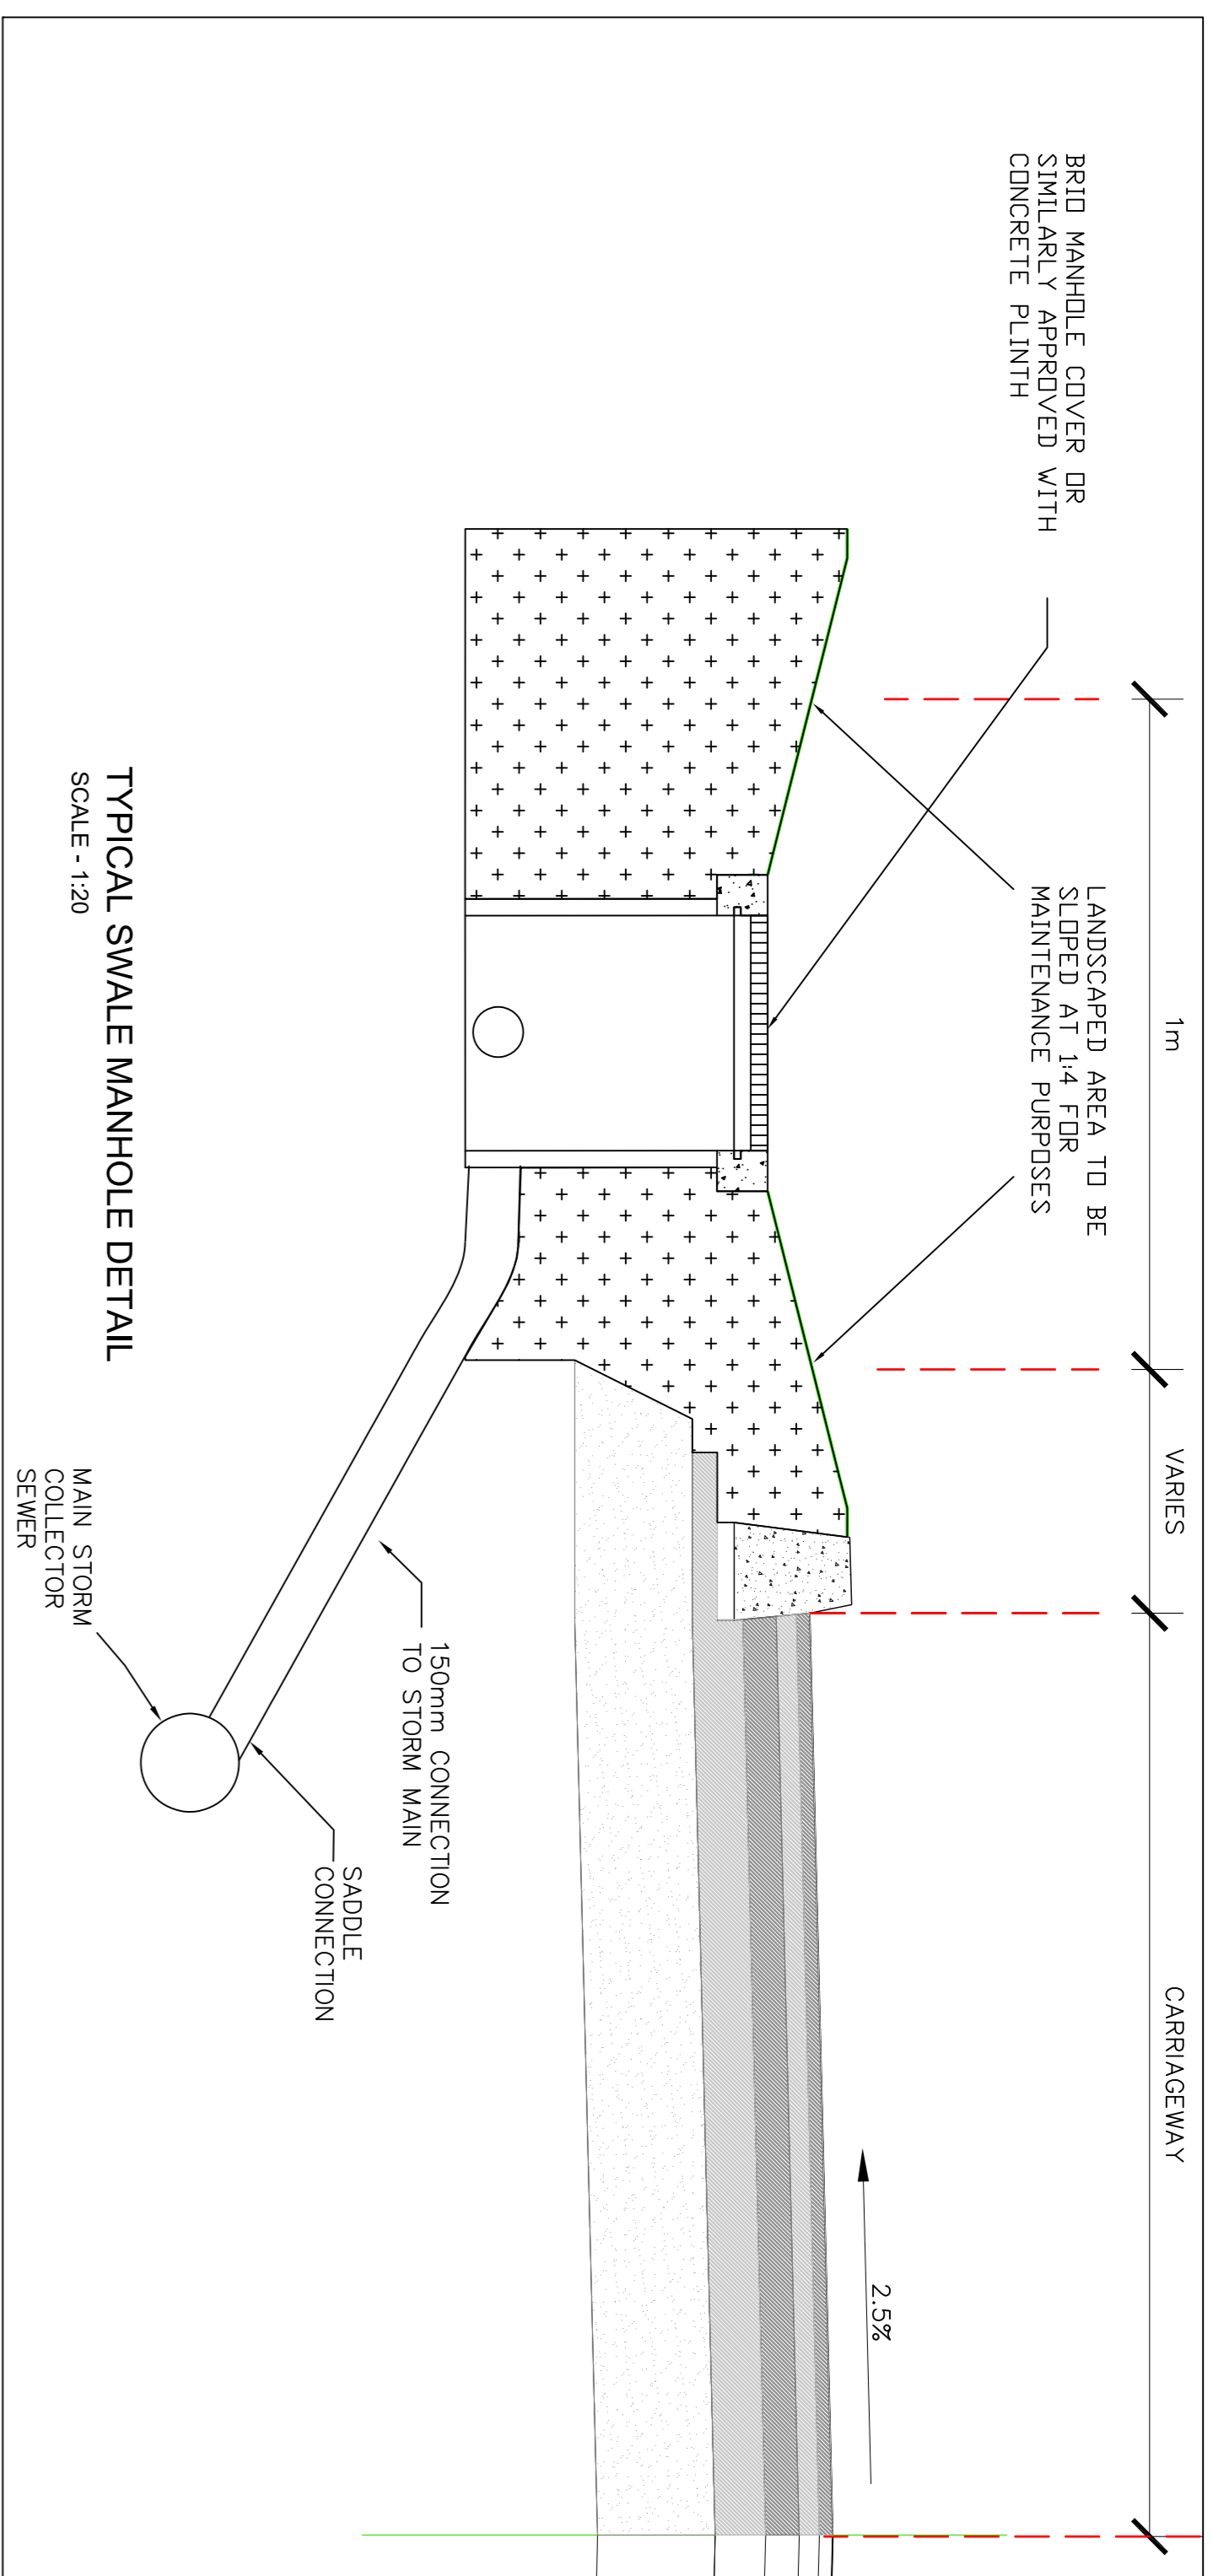 1m
VARIES
CARRIAGEWAY
BRIO MANHOLE COVER OR
SIMILARLY APPROVED WITH
CONCRETE PLINTH
LANDSCAPED AREA TO BE
SLOPED AT 1:4 FOR
MAINTENANCE PURPOSES
2.5%
150mm CONNECTION
TO STORM MAIN
SADDLE
CONNECTION
MAIN STORM
COLLECTOR
SEWER
TYPICAL SWALE MANHOLE DETAIL
SCALE - 1:20